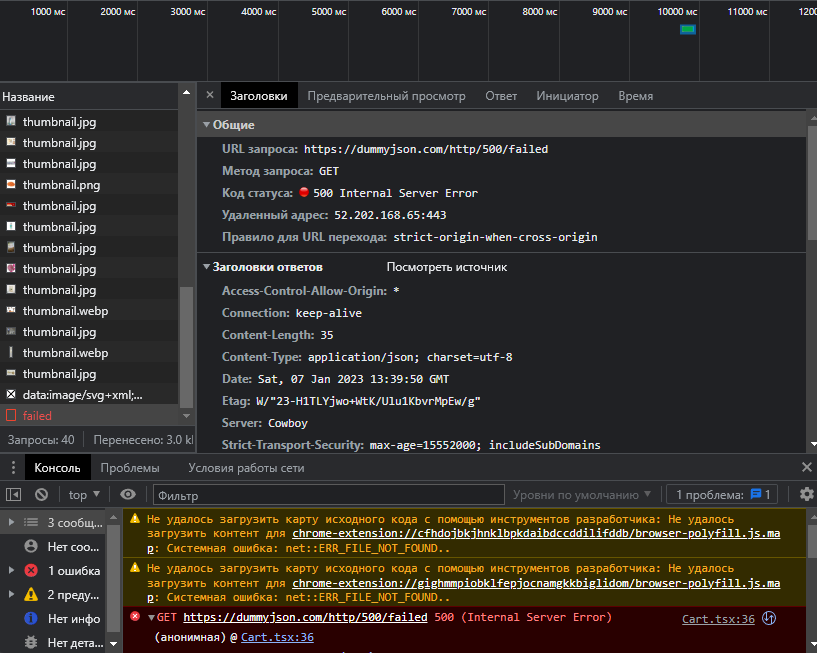 1000 мс 2000 мс 3000 мс 4000 мс 5000 мс 6000 мс 7000 мс 8000 мс 9000 мс 10000 мс 11000 мс
Название
thumbnail.jpg
thumbnail.jpg
thumbnail.jpg
thumbnail.png
thumbnail.jpg
thumbnail.jpg
thumbnail.jpg
thumbnail.jpg
thumbnail.jpg
thumbnail.webp
thumbnail.jpg
thumbnail.webp
thumbnail.jpg
data:image/svg+xml;...
failed
Запросы: 40 Перенесено: 3.0 kl
Заголовки Предварительный просмотр Ответ Инициатор Время
Общие
URL запроса: https://dummyjson.com/http/500/failed
Метод запроса: GET
Код статуса: 500 Internal Server Error
Удаленный адрес: 52.202.168.65:443
Правило для URL перехода: strict-origin-when-cross-origin
Заголовки ответов Посмотреть источник
Access-Control-Allow-Origin: *
Connection: keep-alive
Content-Length: 35
Content-Type: application/json; charset=utf-8
Date: Sat, 07 Jan 2023 13:39:50 GMT
Etag: W/"23-H1TLYjwo+WtK/Ulu1KbvrMpEw/g"
Server: Cowboy
Strict-Transport-Security: max-age=15552000; includeSubDomains
Консоль Проблемы Условия работы сети
top Фильтр Уровни по умолчанию 1 проблема: 1
3 сообщ...
Нет соо...
1 ошибка
2 преду...
Нет инфо
Нет дета...
Не удалось загрузить карту исходного кода с помощью инструментов разработчика: Не удалось
загрузить контент для chrome-extension://cfhdojbkjhnklbpkdaibdccddilifddb/browser-polyfill.js.ma
p: Системная ошибка: net::ERR_FILE_NOT_FOUND..
Не удалось загрузить карту исходного кода с помощью инструментов разработчика: Не удалось
загрузить контент для chrome-extension://gighmmpiobklfepjocnamgkkbiglidom/browser-polyfill.js.ma
p: Системная ошибка: net::ERR_FILE_NOT_FOUND..
GET https://dummyjson.com/http/500/failed 500 (Internal Server Error) Cart.tsx:36
(анонимная) @ Cart.tsx:36